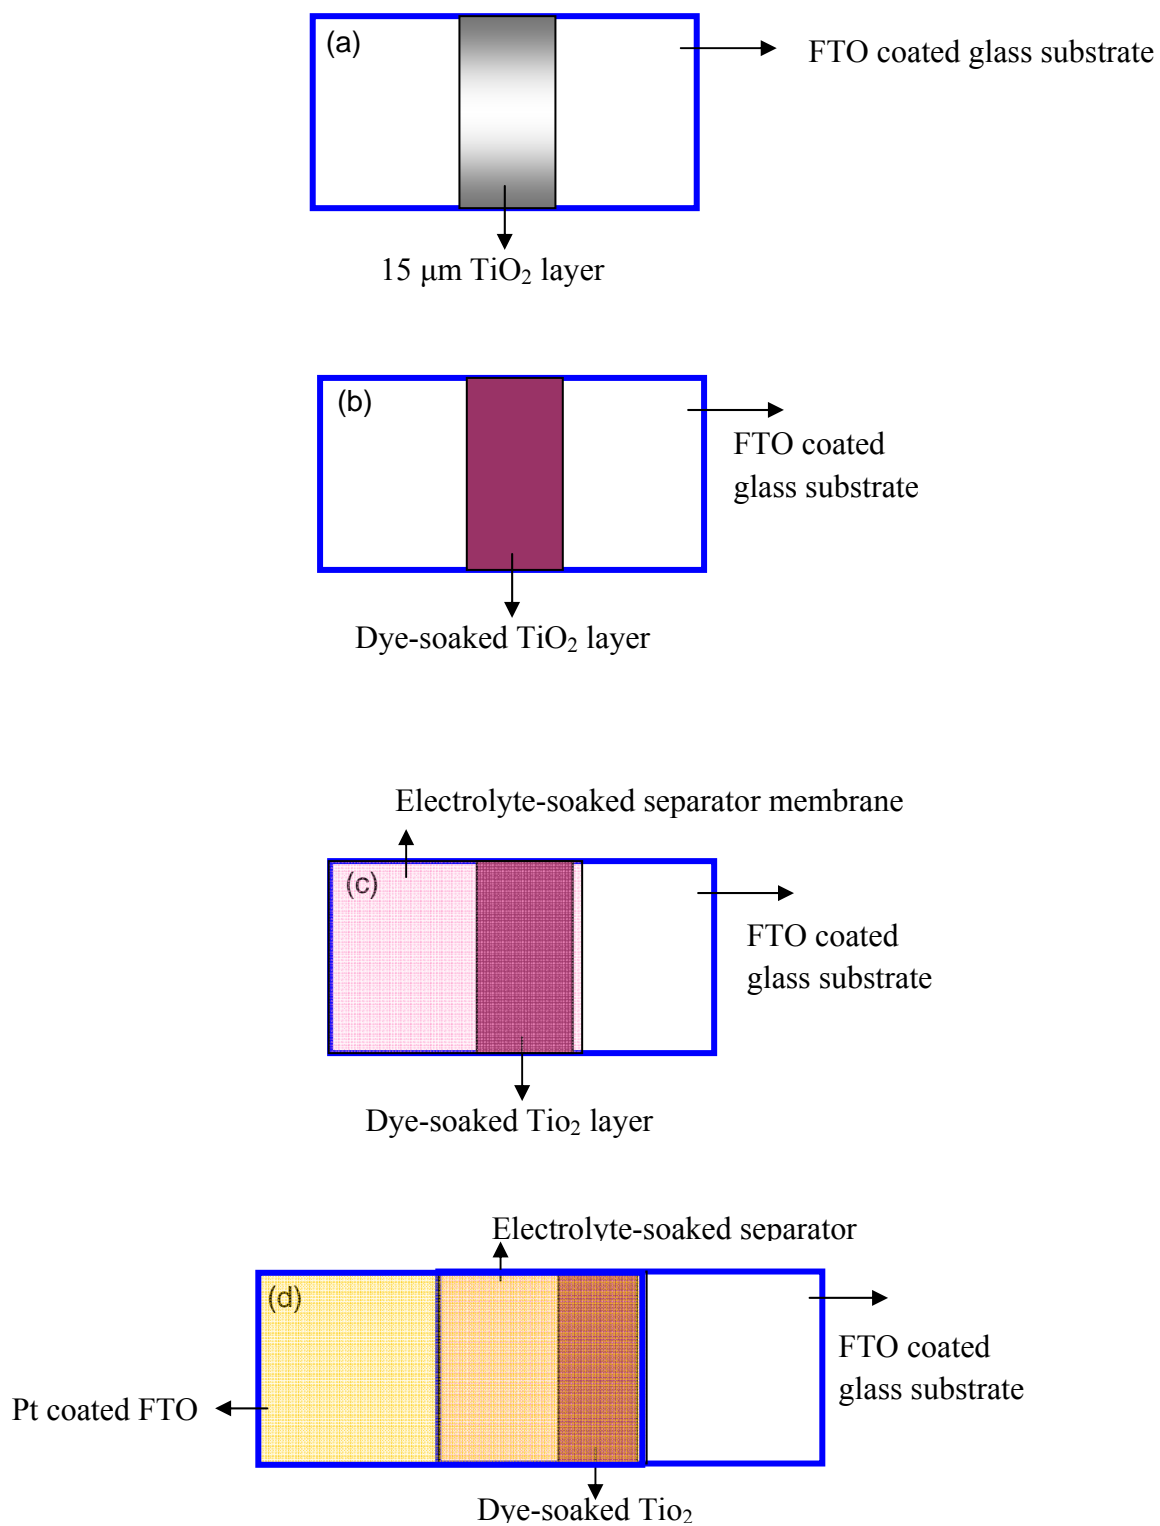 (a)
FTO coated glass substrate
15 μm TiO₂ layer
(b)
FTO coated
glass substrate
Dye-soaked TiO₂ layer
Electrolyte-soaked separator membrane
(c)
FTO coated
glass substrate
Dye-soaked Tio₂ layer
Electrolyte-soaked separator
(d)
FTO coated
glass substrate
Pt coated FTO
Dye-soaked Tio₂